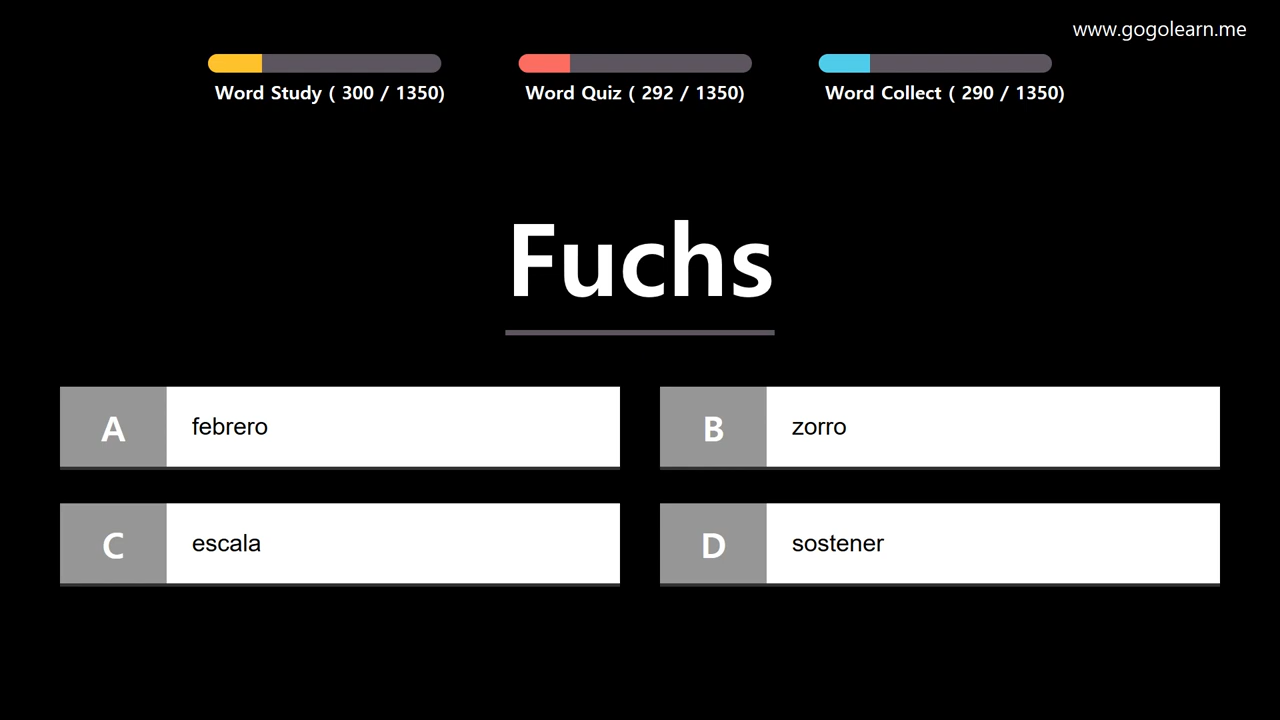 www.gogolearn.me
Word Study ( 300 / 1350)
Word Quiz ( 292 / 1350)
Word Collect ( 290 / 1350)
Fuchs
A febrero
B zorro
C escala
D sostener